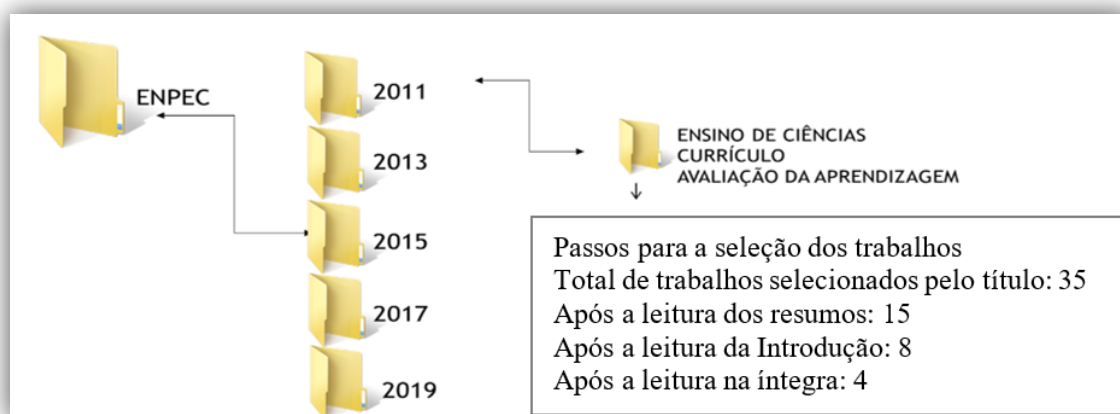 ENPEC
2011
2013
2015
2017
2019
ENSINO DE CIÊNCIAS
CURRÍCULO
AVALIAÇÃO DA APRENDIZAGEM
Passos para a seleção dos trabalhos
Total de trabalhos selecionados pelo título: 35
Após a leitura dos resumos: 15
Após a leitura da Introdução: 8
Após a leitura na íntegra: 4